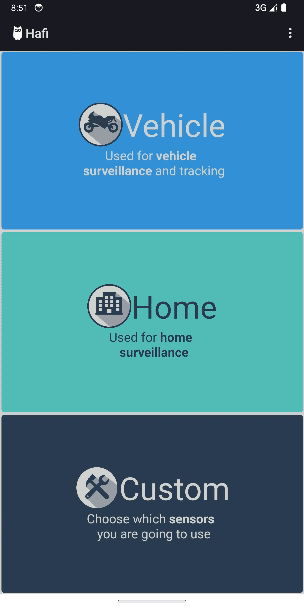 8:51 3G
Hafi
Vehicle
Used for vehicle
surveillance and tracking
Home
Used for home
surveillance
Custom
Choose which sensors
you are going to use